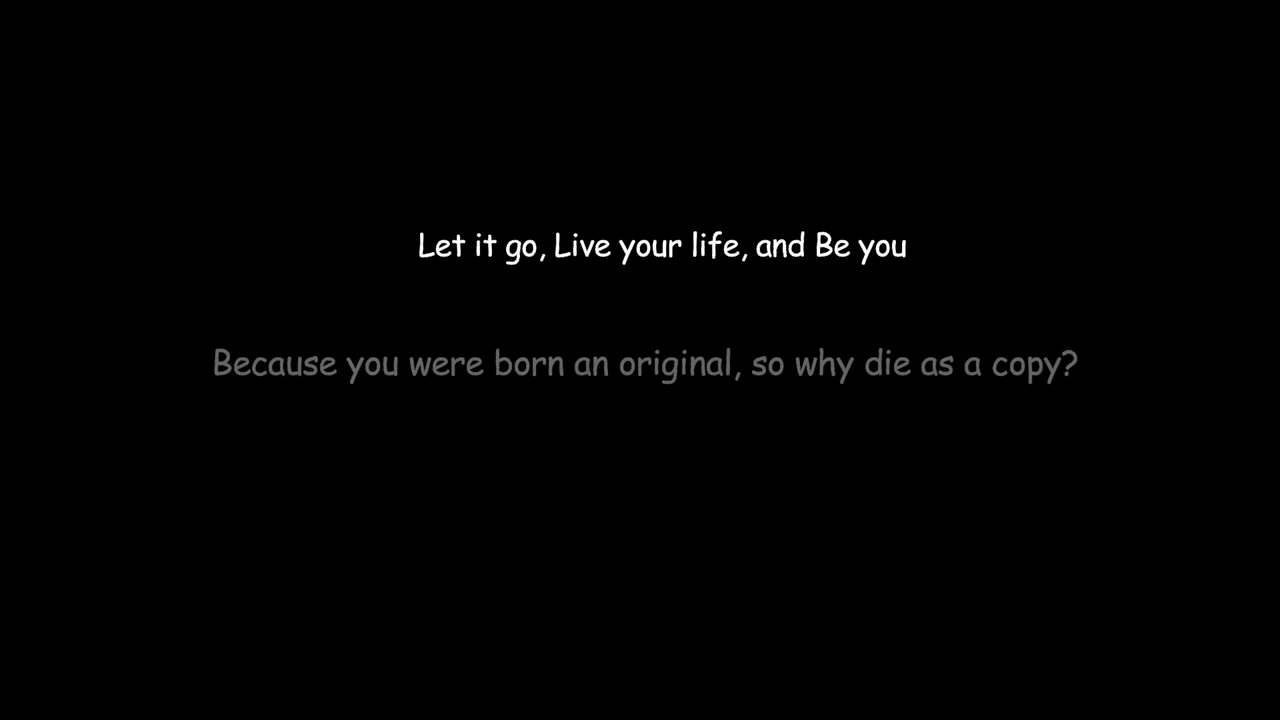 Let it go, Live your life, and Be you
Because you were born an original, so why die as a copy?